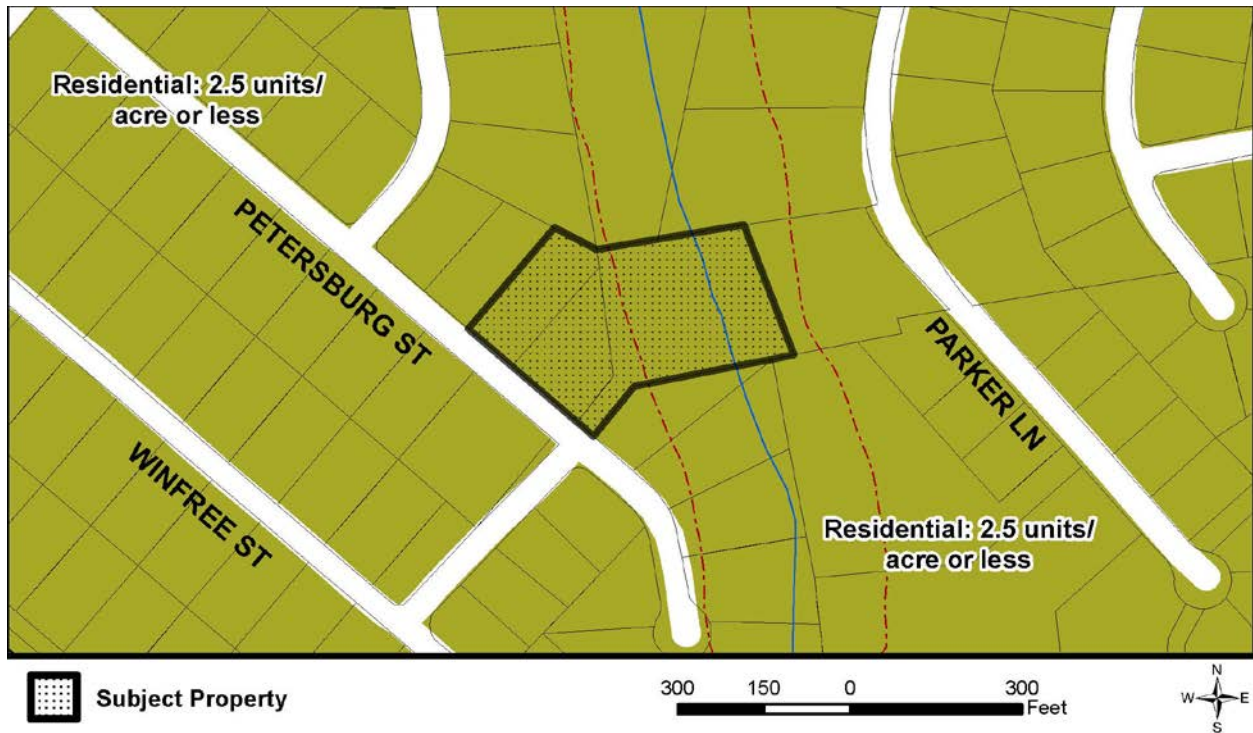 Residential: 2.5 units/
acre or less
PETERSBURG ST
WINFREE ST
PARKER LN
Residential: 2.5 units/
acre or less
Subject Property
300 150 0 300
Feet
N
W E
S